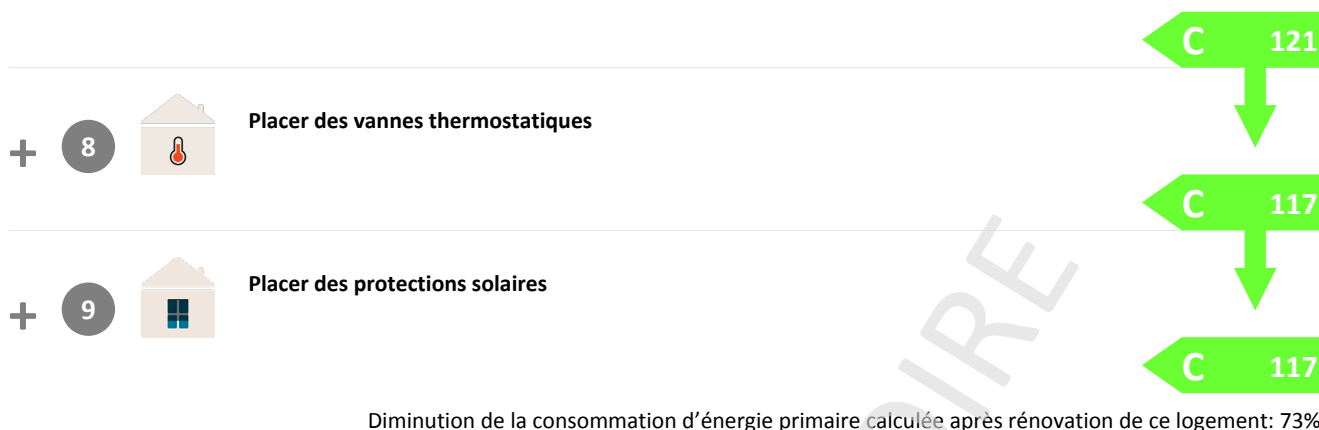 C 121
+ 8 Placer des vannes thermostatiques
C 117
+ 9 Placer des protections solaires
C 117
Diminution de la consommation d'énergie primaire calculée après rénovation de ce logement: 73%